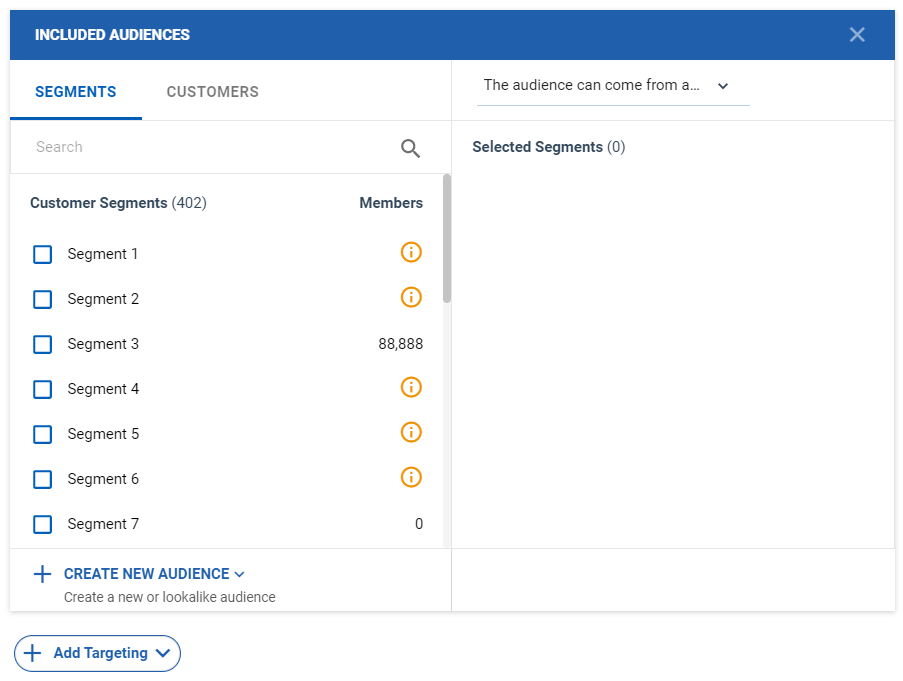 INCLUDED AUDIENCES
SEGMENTS CUSTOMERS
The audience can come from a...
Search
Selected Segments (0)
Customer Segments (402) Members
Segment 1
Segment 2
Segment 3 88,888
Segment 4
Segment 5
Segment 6
Segment 7 0
CREATE NEW AUDIENCE
Create a new or lookalike audience
Add Targeting